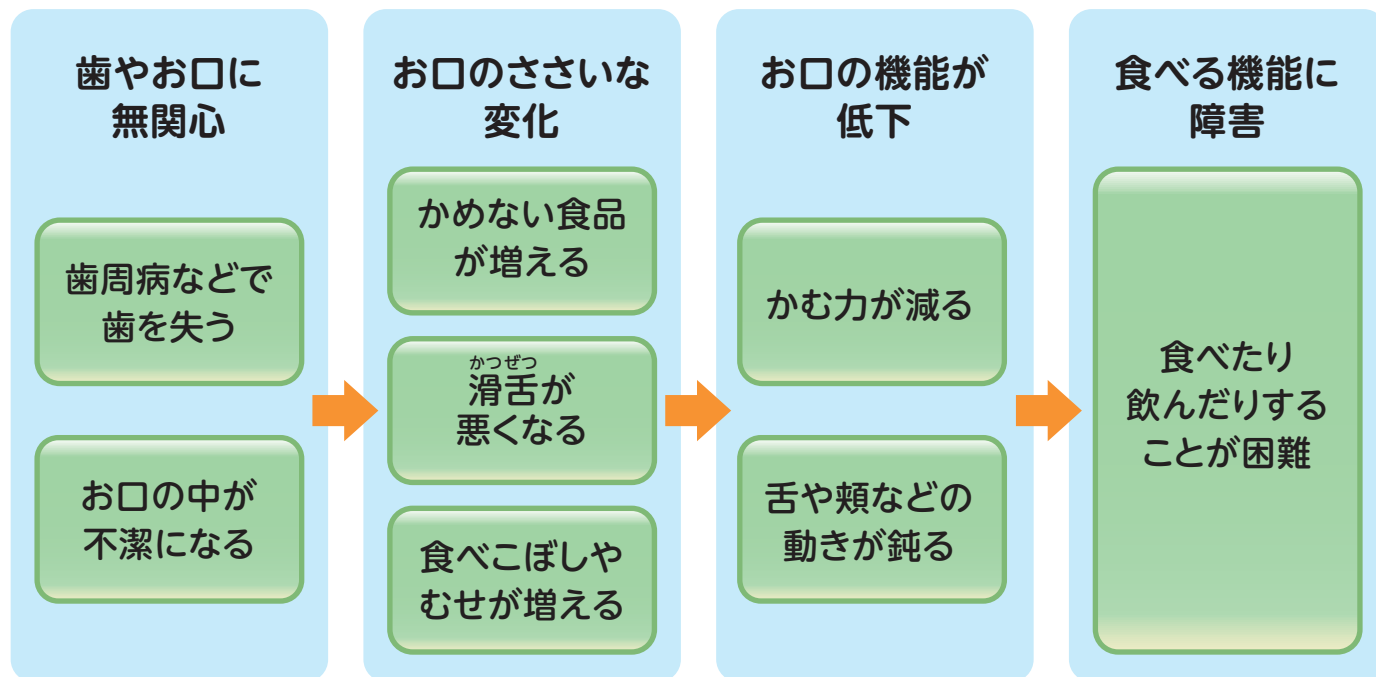 歯やお口に
無関心
歯周病などで
歯を失う
お口の中が
不潔になる
お口のささいな
変化
かめない食品
が増える
かつぜつ
滑舌が
悪くなる
食べこぼしや
むせが増える
お口の機能が
低下
かむ力が減る
舌や頬などの
動きが鈍る
食べる機能に
障害
食べたり
飲んだりする
ことが困難